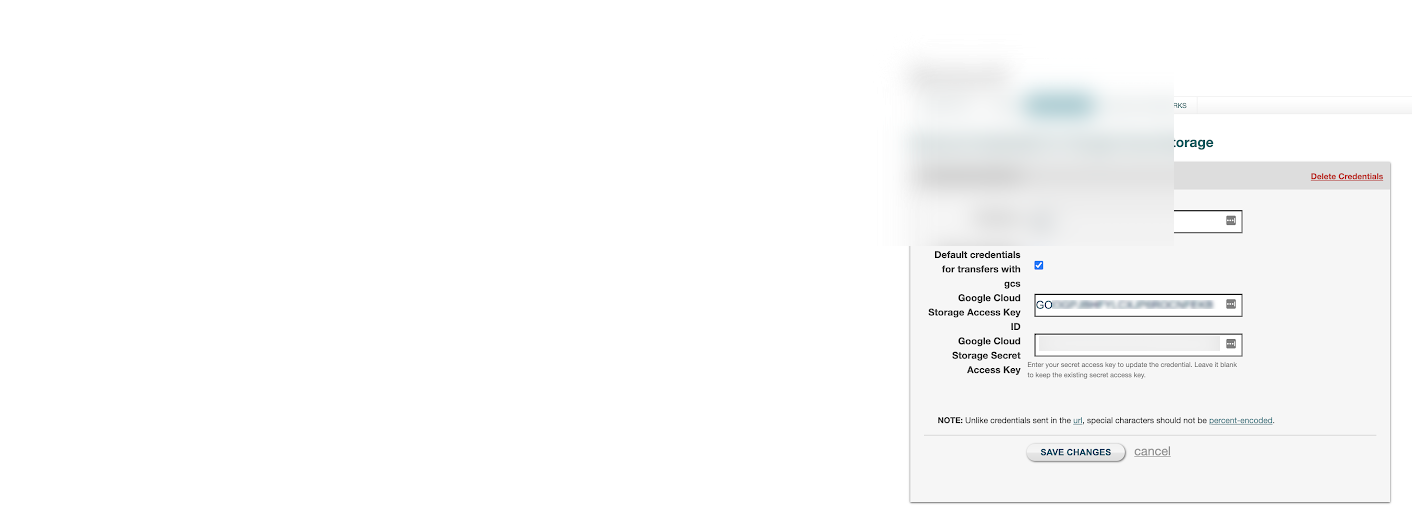 RKS
torage
Delete Credentials
Default credentials
for transfers with
gcs
Google Cloud
Storage Access Key
ID
GO
Google Cloud
Storage Secret
Access Key
Enter your secret access key to update the credential. Leave it blank
to keep the existing secret access key.
NOTE: Unlike credentials sent in the url, special characters should not be percent-encoded.
SAVE CHANGES cancel